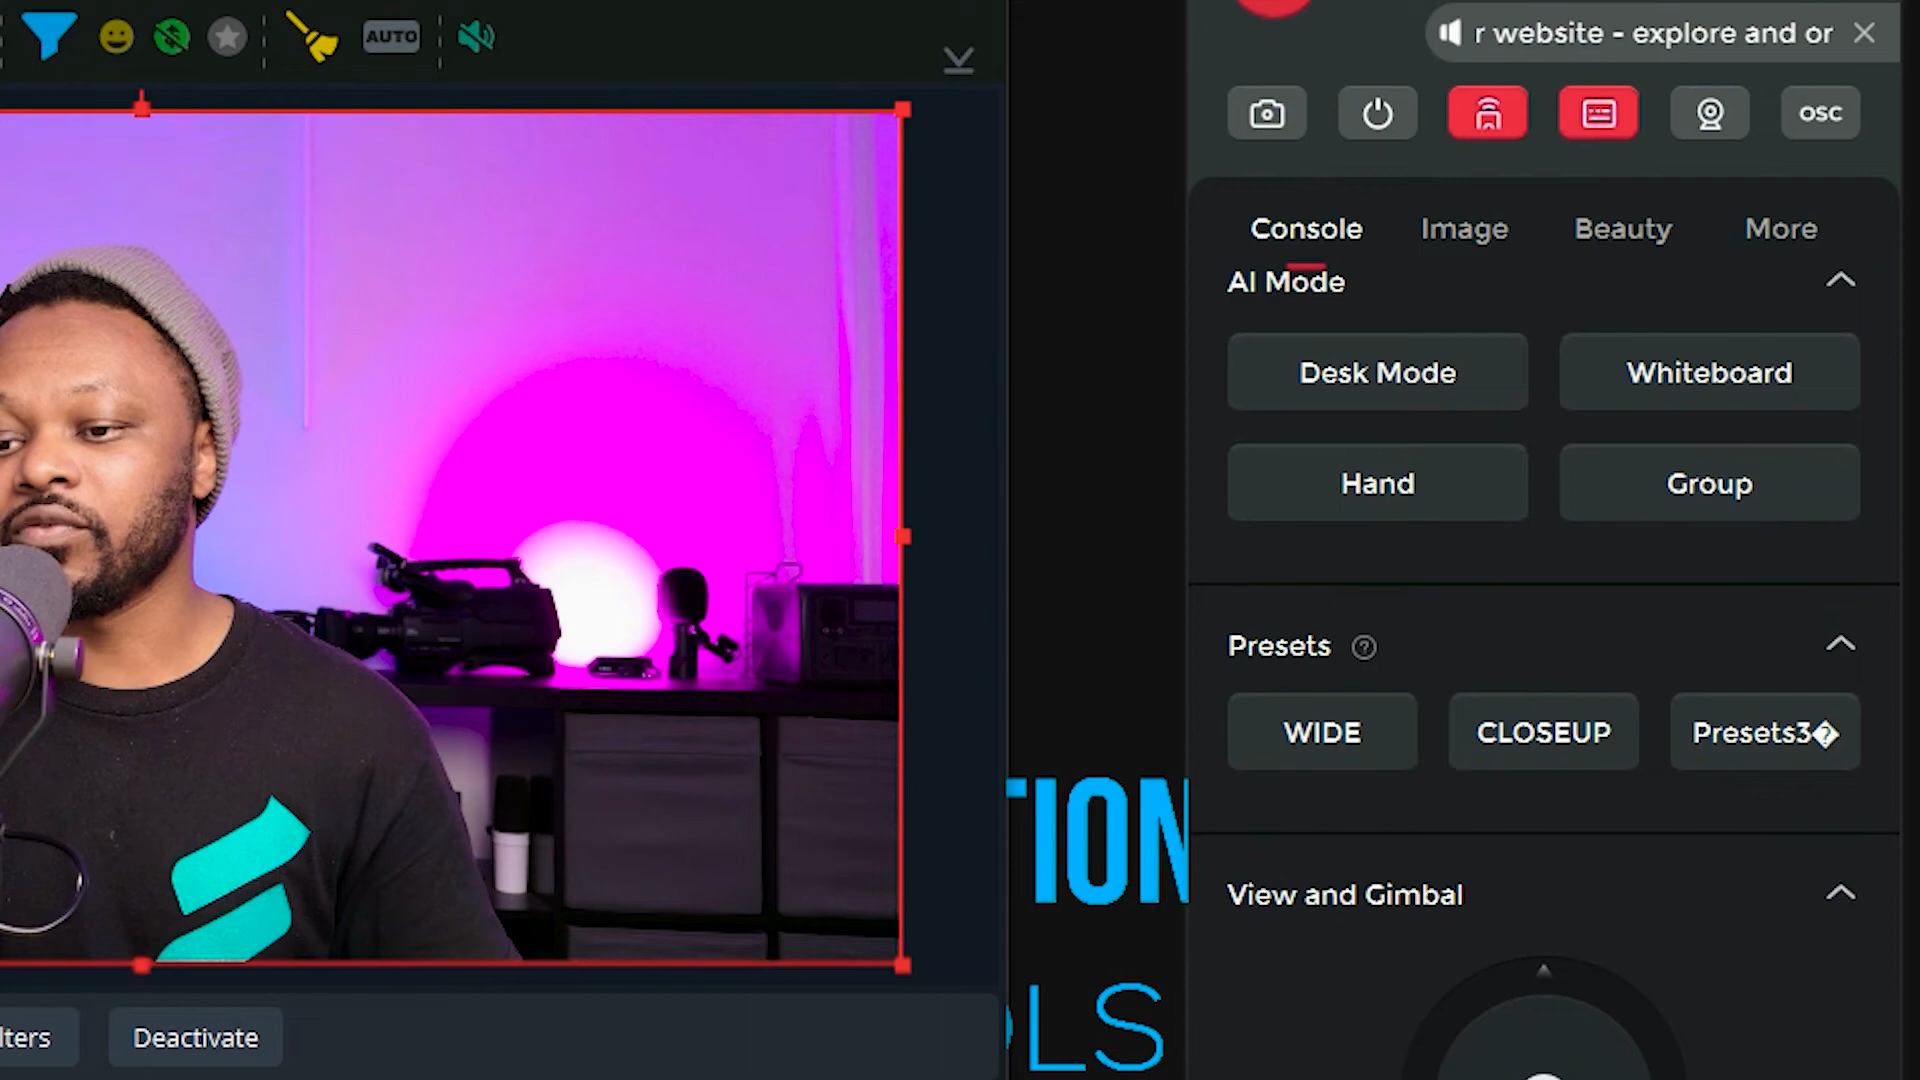 AUTO
r website - explore and or
OSC
Console Image Beauty More
AI Mode
Desk Mode Whiteboard
Hand Group
Presets ?
WIDE CLOSEUP Presets3�
TION
View and Gimbal
OLS
lters Deactivate